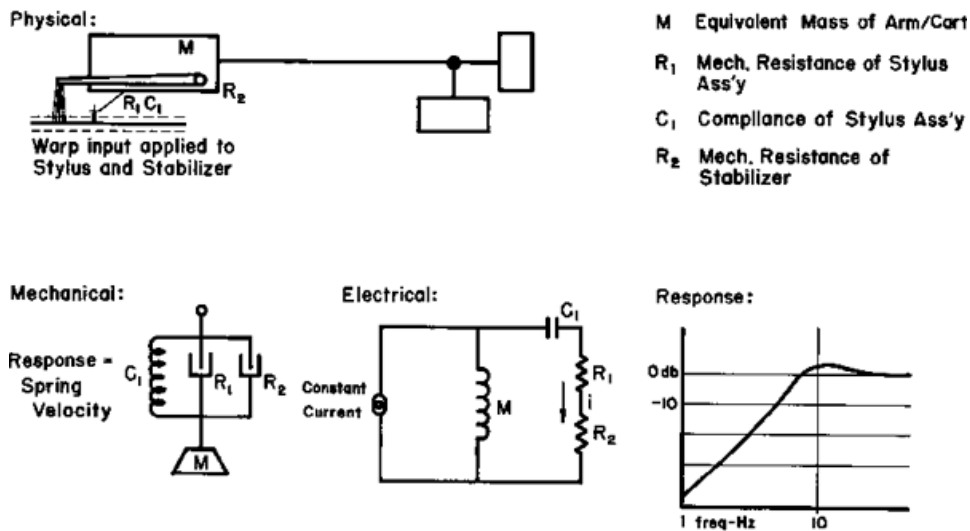 Physical:
M
R2
R1 C1
Warp input applied to
Stylus and Stabilizer
M Equivalent Mass of Arm/Cart
R1 Mech. Resistance of Stylus
Ass'y
C1 Compliance of Stylus Ass'y
R2 Mech. Resistance of
Stabilizer
Mechanical:
Response =
Spring
Velocity
C1
R1
R2
M
Electrical:
Constant
Current
M
C1
R1
i
R2
Response:
0 db
-10
1 freq-Hz 10